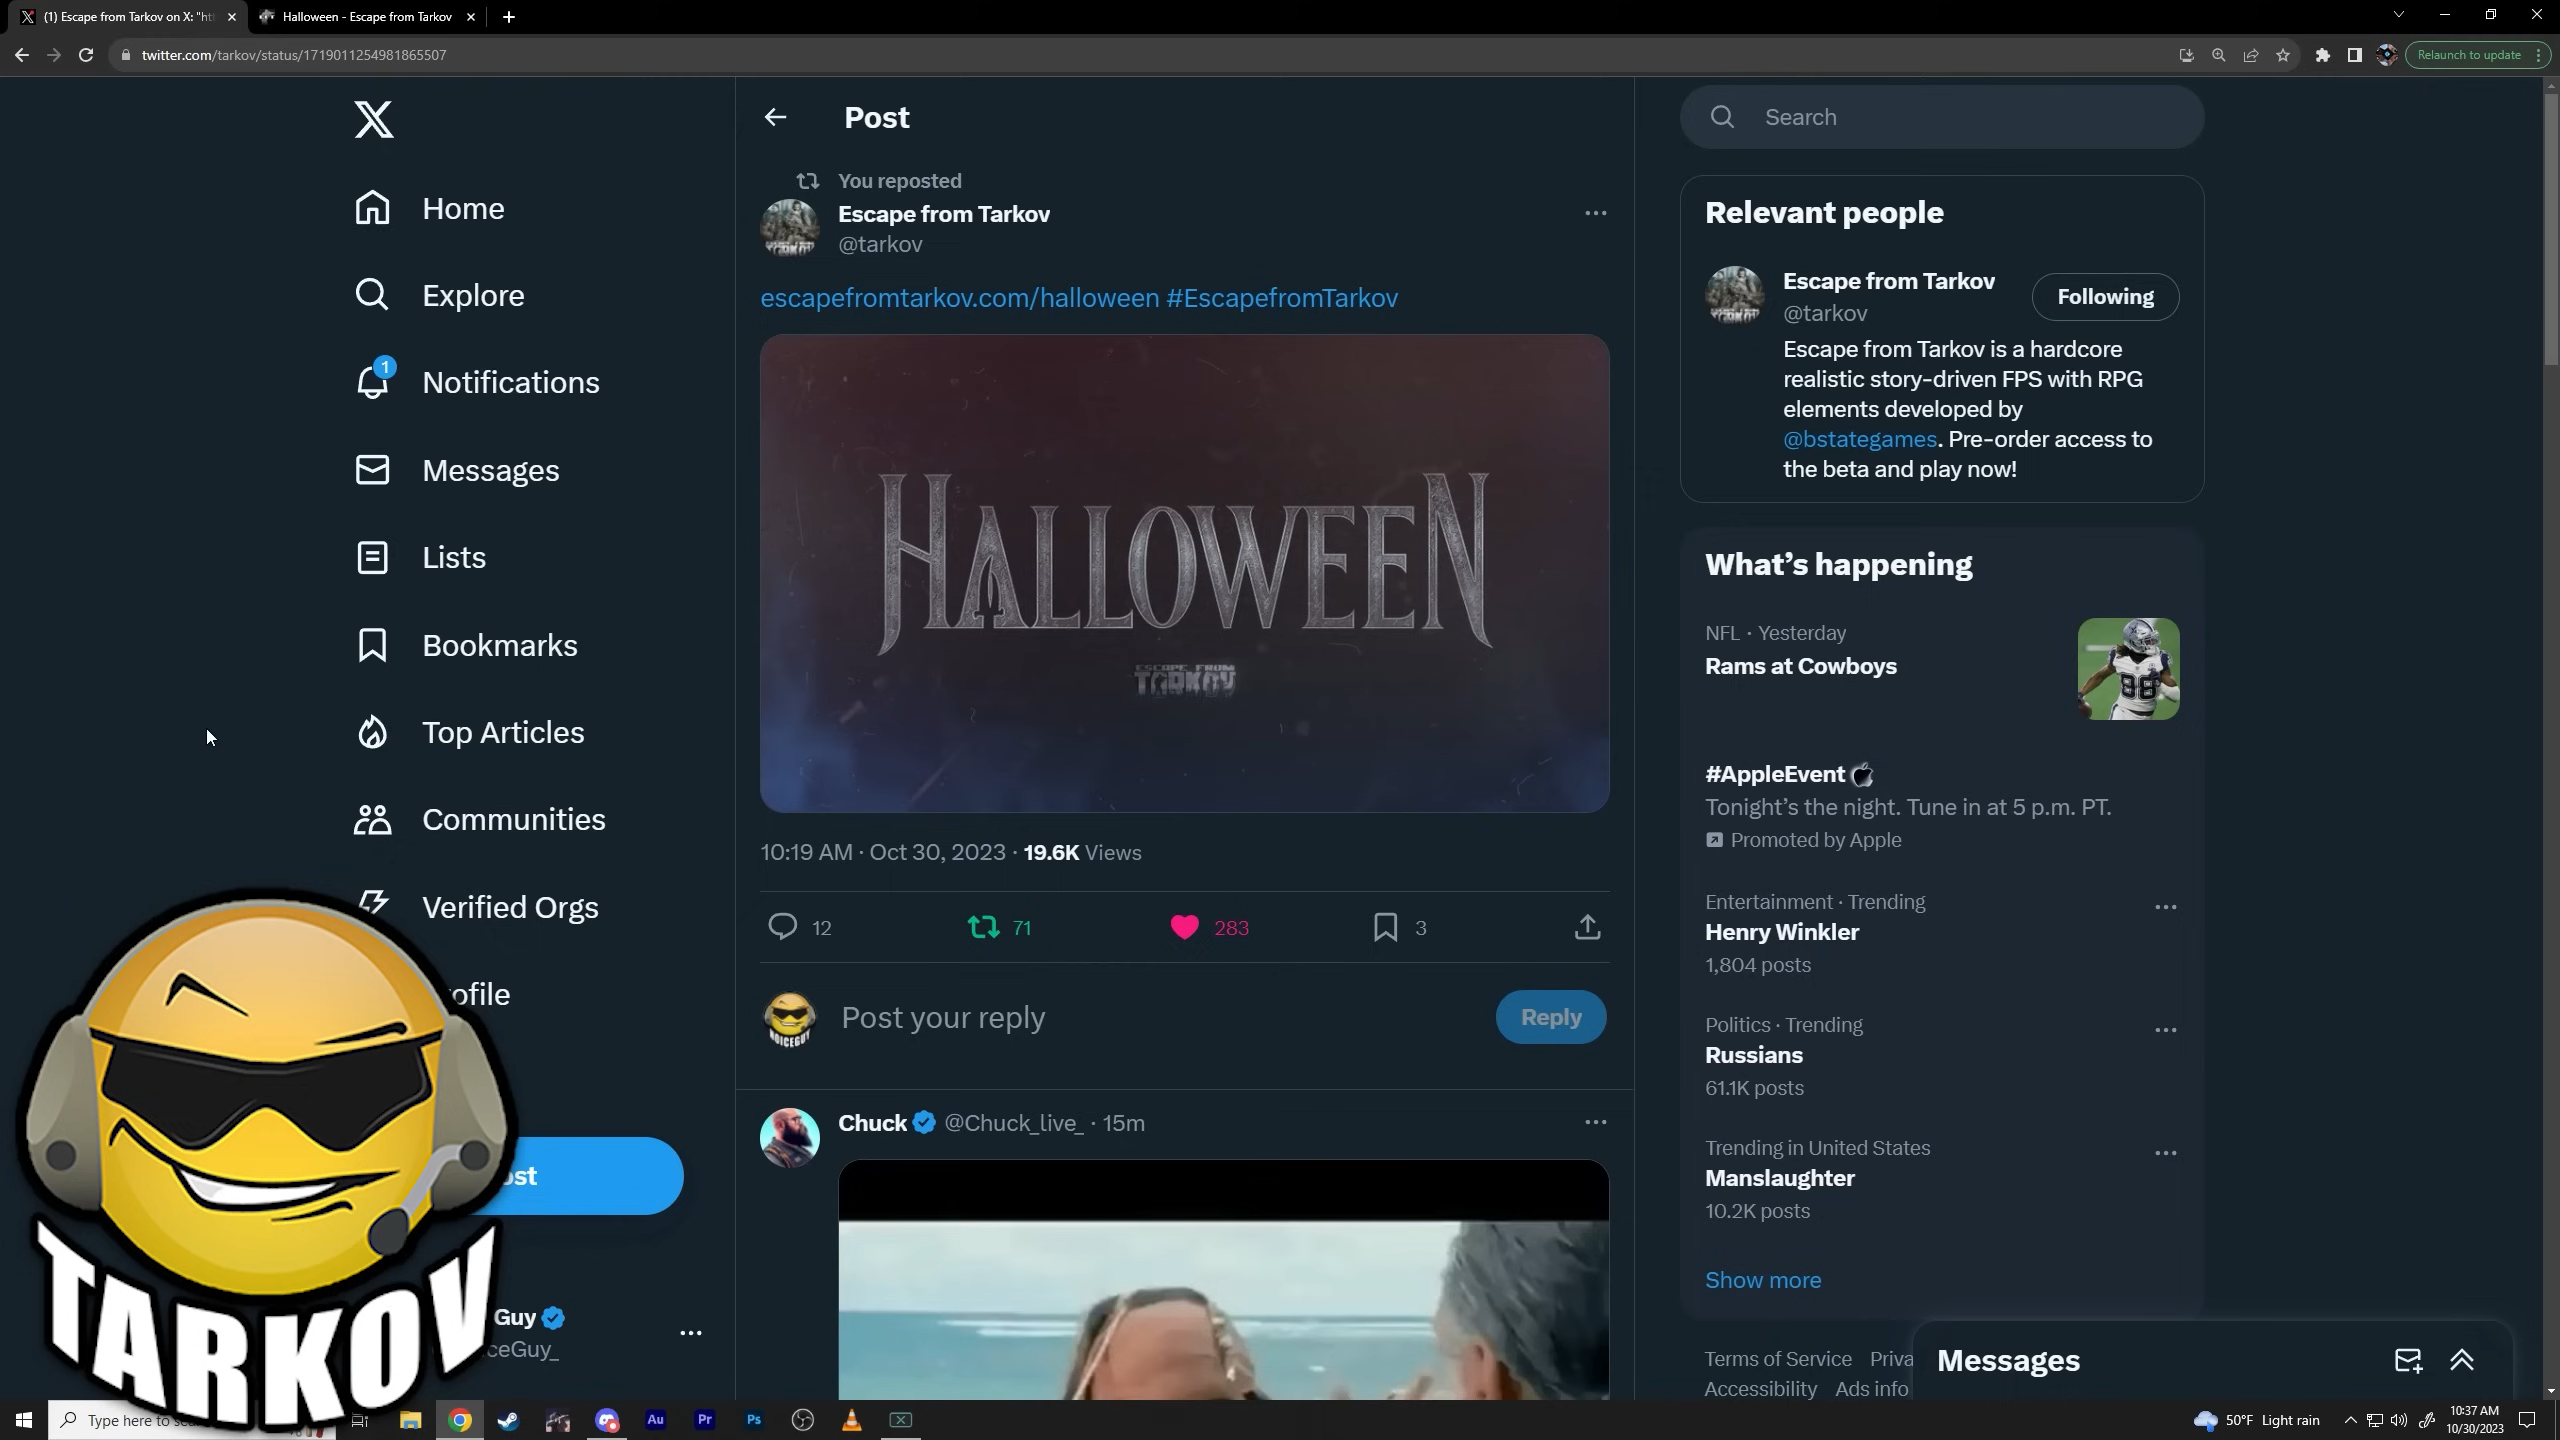 (1) Escape from Tarkov on X: "htt
Halloween - Escape from Tarkov
twitter.com/tarkov/status/1719011254981865507
Relaunch to update
Home
Explore
1
Notifications
Messages
Lists
Bookmarks
Top Articles
Communities
Verified Orgs
ofile
ost
Guy
ceGuy_
TARKOV
Post
You reposted
Escape from Tarkov
@tarkov
escapefromtarkov.com/halloween #EscapefromTarkov
HALLOWEEN
ESCAPE FROM
TARKOV
10:19 AM · Oct 30, 2023 · 19.6K Views
12
71
283
3
NOICEGUY
Post your reply
Reply
Chuck @Chuck_live_ · 15m
Search
Relevant people
Escape from Tarkov
@tarkov
Following
Escape from Tarkov is a hardcore
realistic story-driven FPS with RPG
elements developed by
@bstategames. Pre-order access to
the beta and play now!
What's happening
NFL · Yesterday
Rams at Cowboys
88
#AppleEvent
Tonight's the night. Tune in at 5 p.m. PT.
Promoted by Apple
Entertainment · Trending
Henry Winkler
1,804 posts
Politics · Trending
Russians
61.1K posts
Trending in United States
Manslaughter
10.2K posts
Show more
Terms of Service Priva
Accessibility Ads info
Messages
Type here to se
Au
Pr
Ps
50°F Light rain
10:37 AM
10/30/2023